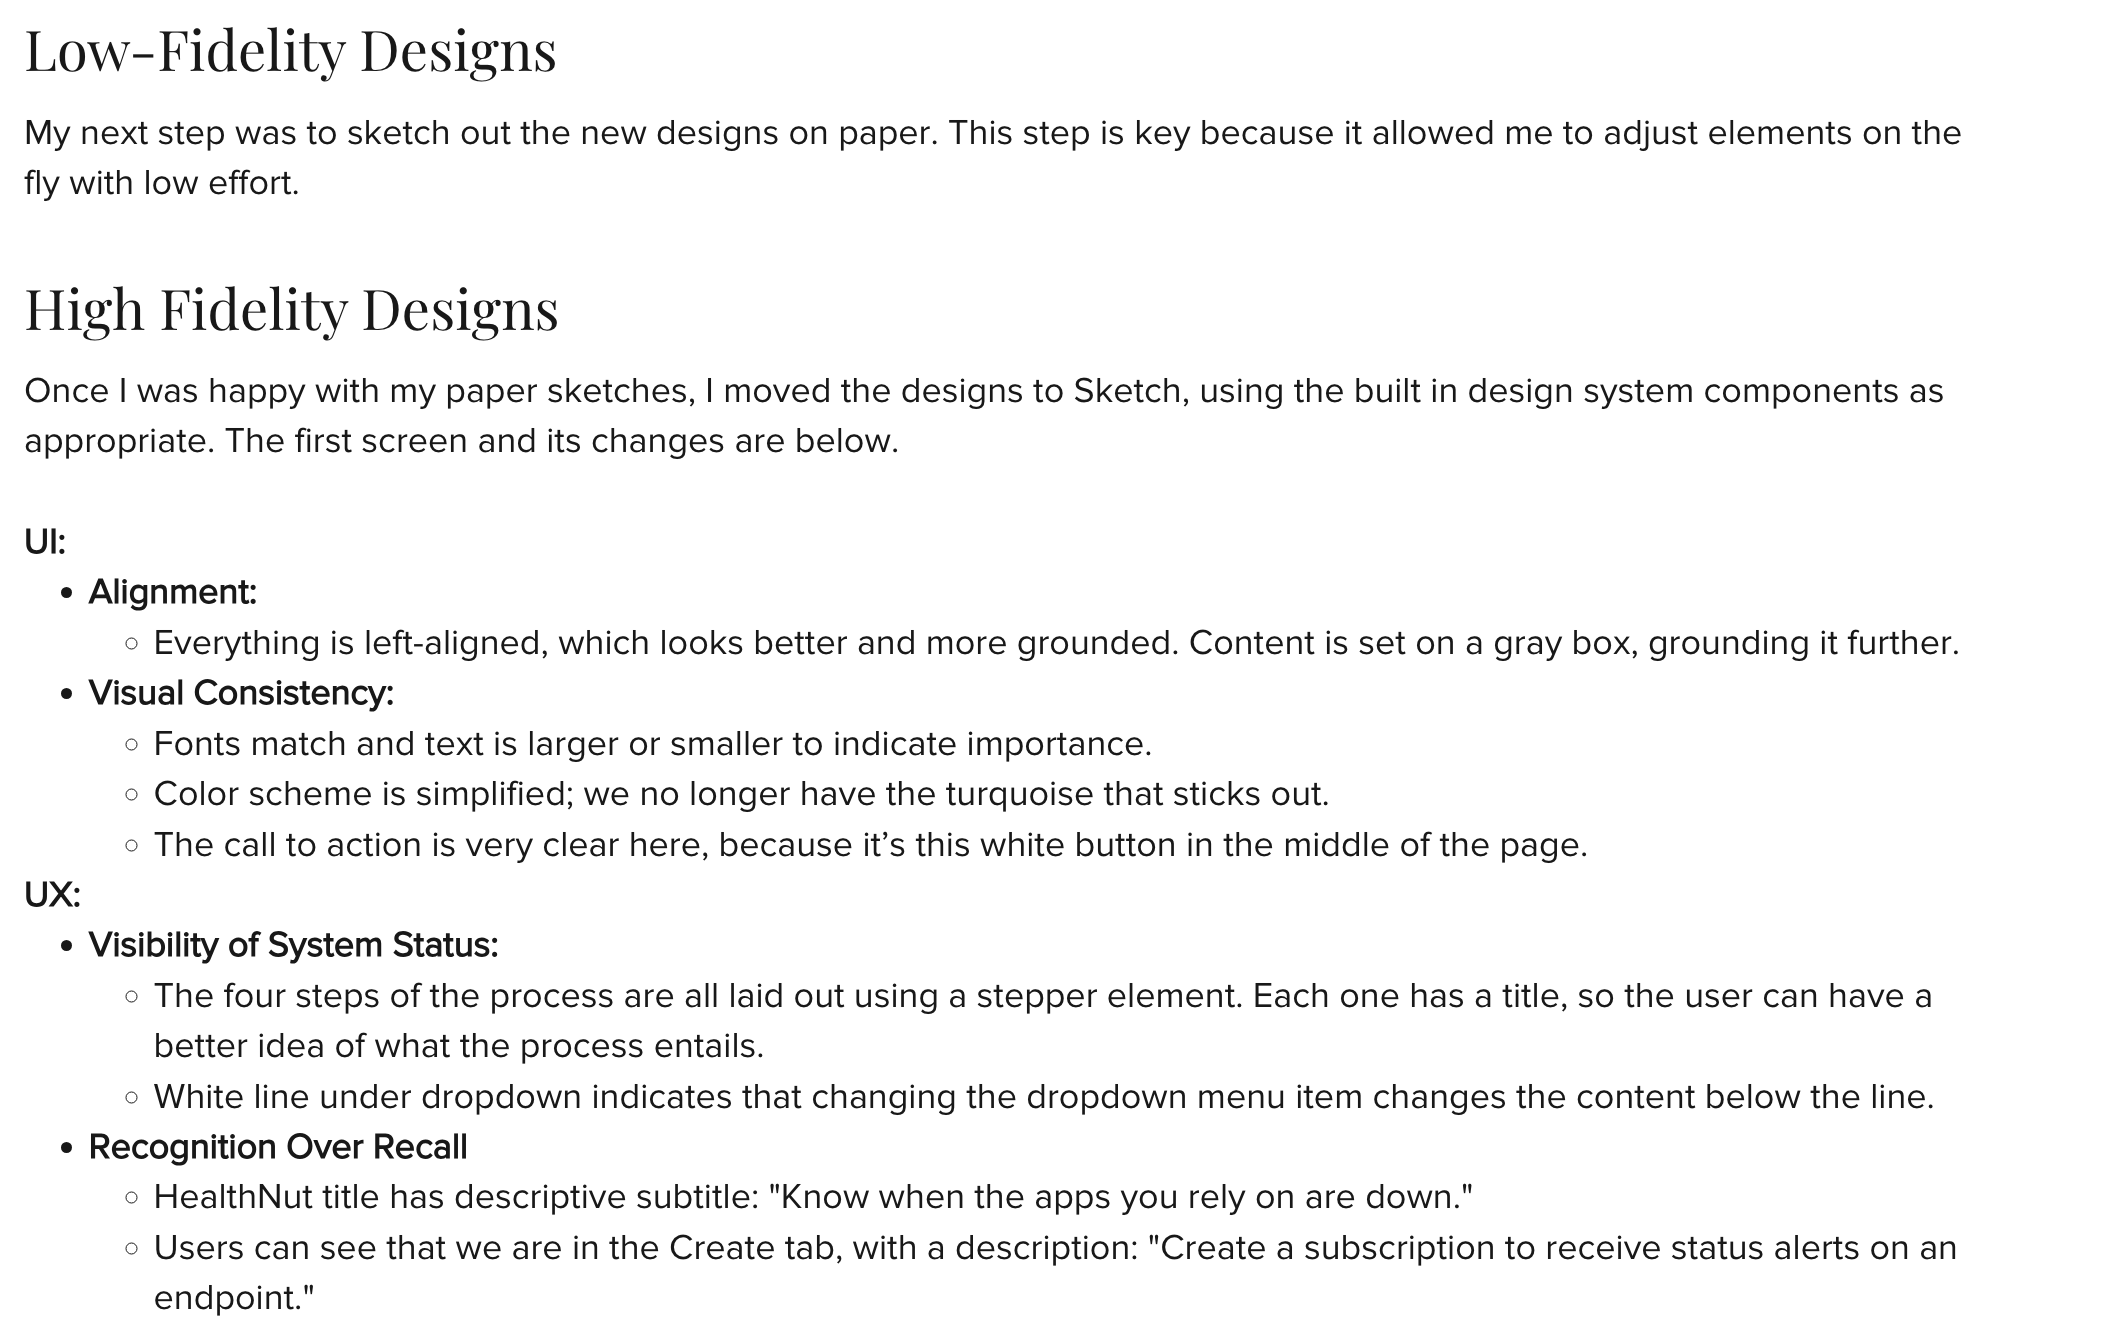 Low-Fidelity Designs
My next step was to sketch out the new designs on paper. This step is key because it allowed me to adjust elements on the
fly with low effort.
High Fidelity Designs
Once I was happy with my paper sketches, I moved the designs to Sketch, using the built in design system components as
appropriate. The first screen and its changes are below.
UI:
• Alignment:
◦ Everything is left-aligned, which looks better and more grounded. Content is set on a gray box, grounding it further.
• Visual Consistency:
◦ Fonts match and text is larger or smaller to indicate importance.
◦ Color scheme is simplified; we no longer have the turquoise that sticks out.
◦ The call to action is very clear here, because it’s this white button in the middle of the page.
UX:
• Visibility of System Status:
◦ The four steps of the process are all laid out using a stepper element. Each one has a title, so the user can have a
better idea of what the process entails.
◦ White line under dropdown indicates that changing the dropdown menu item changes the content below the line.
• Recognition Over Recall
◦ HealthNut title has descriptive subtitle: "Know when the apps you rely on are down."
◦ Users can see that we are in the Create tab, with a description: "Create a subscription to receive status alerts on an
endpoint."